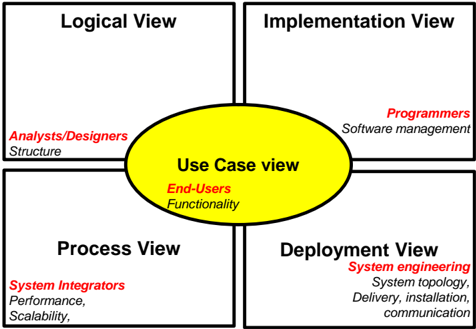 Logical View
Analysts/Designers
Structure
Implementation View
Programmers
Software management
Use Case view
End-Users
Functionality
Process View
System Integrators
Performance,
Scalability,
Deployment View
System engineering
System topology,
Delivery, installation,
communication